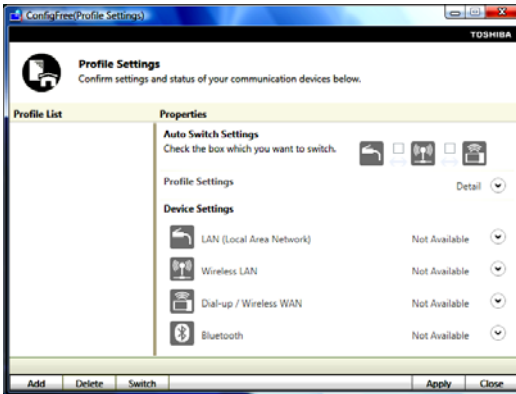 ConfigFree(Profile Settings)
TOSHIBA
Profile Settings
Confirm settings and status of your communication devices below.
Profile List
Properties
Auto Switch Settings
Check the box which you want to switch.
Profile Settings
Detail
Device Settings
LAN (Local Area Network)
Not Available
Wireless LAN
Not Available
Dial-up / Wireless WAN
Not Available
Bluetooth
Not Available
Add
Delete
Switch
Apply
Close